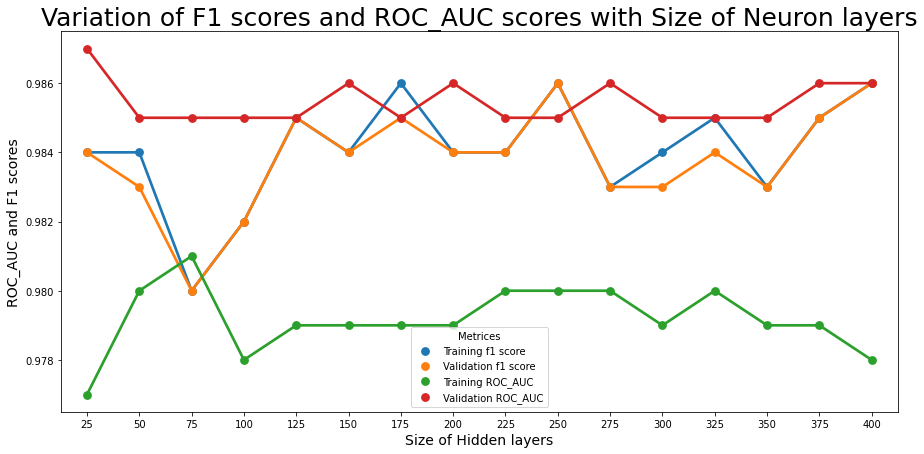 Variation of F1 scores and ROC_AUC scores with Size of Neuron layers
ROC_AUC and F1 scores
0.986
0.984
0.982
0.980
0.978
Metrices
Training f1 score
Validation f1 score
Training ROC_AUC
Validation ROC_AUC
25 50 75 100 125 150 175 200 225 250 275 300 325 350 375 400
Size of Hidden layers